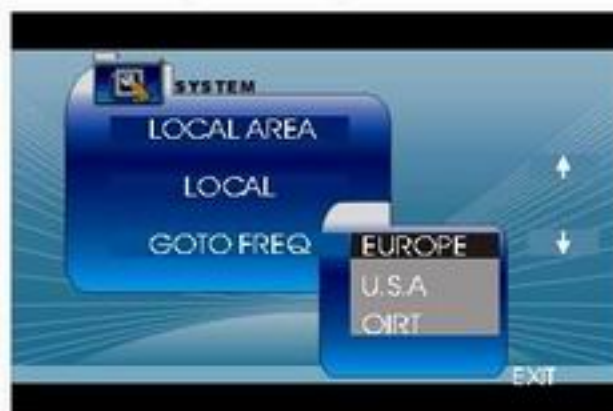 SYSTEM
LOCAL AREA
LOCAL
GOTO FREQ
EUROPE
U.S.A
OIRT
EXIT